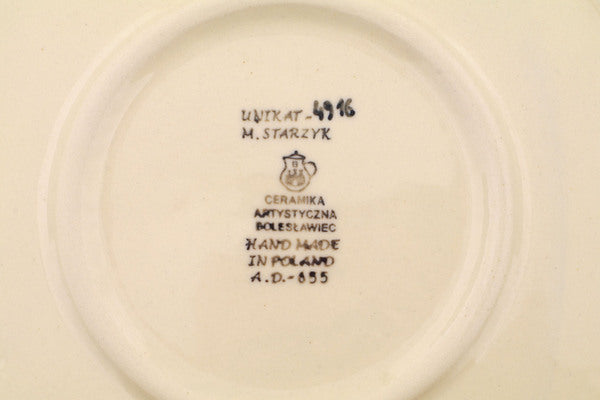 UNIKAT-4916
M. STARZYK
B
CERAMIKA
ARTYSTYCZNA
BOLESŁAWIEC
HAND MADE
IN POLAND
A.D.-855